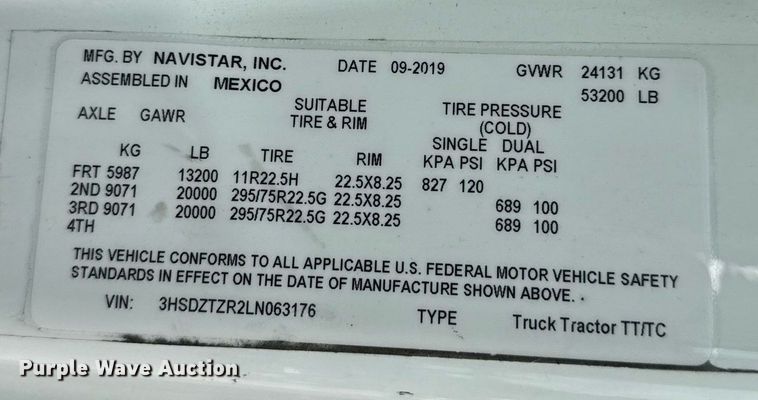 MFG. BY NAVISTAR, INC. DATE 09-2019 GVWR 24131 KG
ASSEMBLED IN MEXICO 53200 LB
SUITABLE TIRE PRESSURE
AXLE GAWR TIRE & RIM (COLD)
SINGLE DUAL
KG LB TIRE RIM KPA PSI KPA PSI
FRT 5987 13200 11R22.5H 22.5X8.25 827 120
2ND 9071 20000 295/75R22.5G 22.5X8.25 689 100
3RD 9071 20000 295/75R22.5G 22.5X8.25 689 100
4TH
THIS VEHICLE CONFORMS TO ALL APPLICABLE U.S. FEDERAL MOTOR VEHICLE SAFETY
STANDARDS IN EFFECT ON THE DATE OF MANUFACTURE SHOWN ABOVE.
VIN: 3HSDZTZR2LN063176 TYPE Truck Tractor TT/TC
Purple Wave Auction